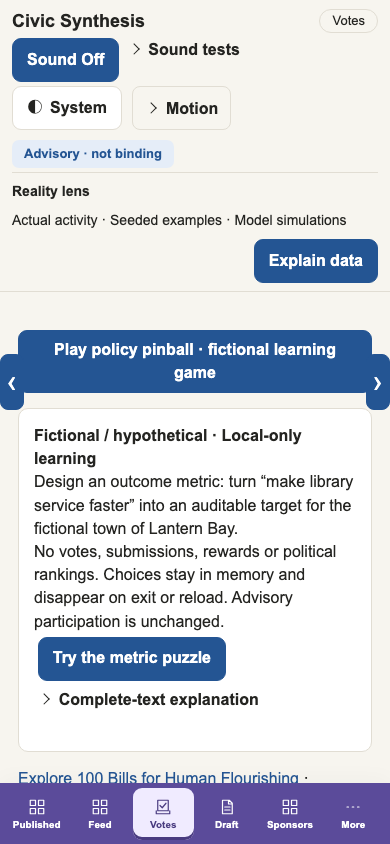 Civic Synthesis
Votes
Sound Off
Sound tests
System
Motion
Advisory · not binding
Reality lens
Actual activity · Seeded examples · Model simulations
Explain data
Play policy pinball · fictional learning
game
Fictional / hypothetical · Local-only
learning
Design an outcome metric: turn “make library
service faster” into an auditable target for the
fictional town of Lantern Bay.
No votes, submissions, rewards or political
rankings. Choices stay in memory and
disappear on exit or reload. Advisory
participation is unchanged.
Try the metric puzzle
Complete-text explanation
Explore 100 Bills for Human Flourishing ·
Published
Feed
Votes
Draft
Sponsors
More